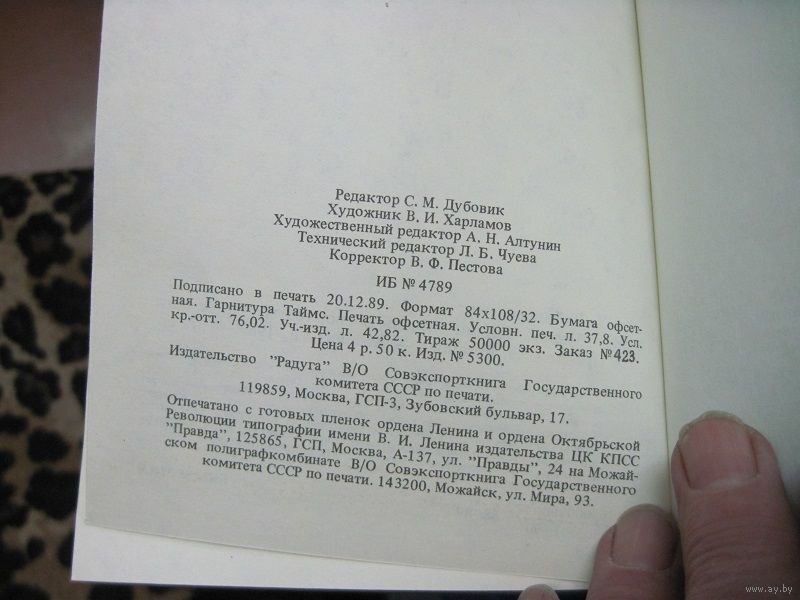 Редактор С. М. Дубовик
Художник В. И. Харламов
Художественный редактор А. Н. Алтунин
Технический редактор Л. Б. Чуева
Корректор В. Ф. Пестова
ИБ № 4789
Подписано в печать 20.12.89. Формат 84х108/32. Бумага офсет-
ная. Гарнитура Таймс. Печать офсетная. Условн. печ. л. 37,8. Усл.
кр.-отт. 76,02. Уч.-изд. л. 42,82. Тираж 50000 экз. Заказ №423.
Цена 4 р. 50 к. Изд. № 5300.
Издательство "Радуга" В/О Совэкспорткнига Государственного
комитета СССР по печати.
119859, Москва, ГСП-3, Зубовский бульвар, 17.
Отпечатано с готовых пленок ордена Ленина и ордена Октябрьской
Революции типографии имени В. И. Ленина издательства ЦК КПСС
"Правда", 125865, ГСП, Москва, А-137, ул. "Правды", 24 на Можай-
ском полиграфкомбинате В/О Совэкспорткнига Государственного
комитета СССР по печати. 143200, Можайск, ул. Мира, 93.
www.ay.by